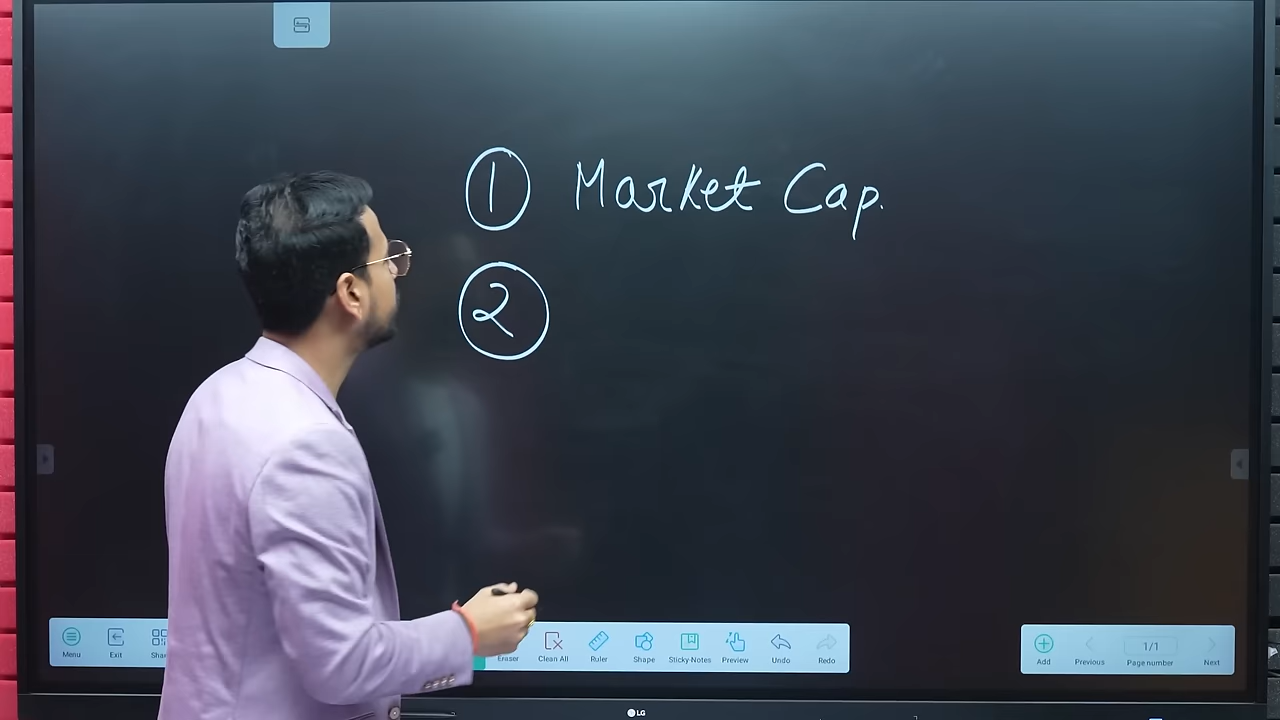 ① Market Cap.
②
Menu Exit Eraser Clean All Ruler Shape Sticky-Notes Preview Undo Redo
Add Previous 1/1 Page number Next
LG